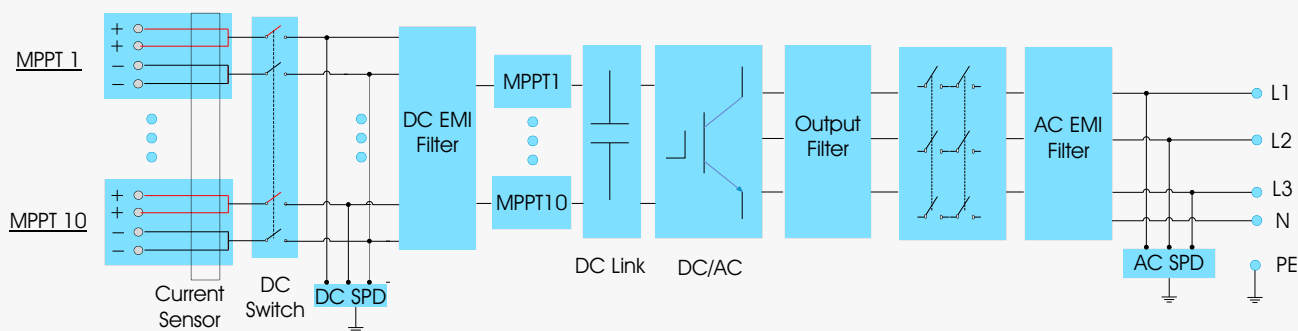 MPPT 1
+
+
−
−
MPPT 10
+
+
−
−
Current
Sensor
DC
Switch
DC SPD
DC EMI
Filter
MPPT1
MPPT10
DC Link
DC/AC
Output
Filter
AC EMI
Filter
AC SPD
L1
L2
L3
N
PE